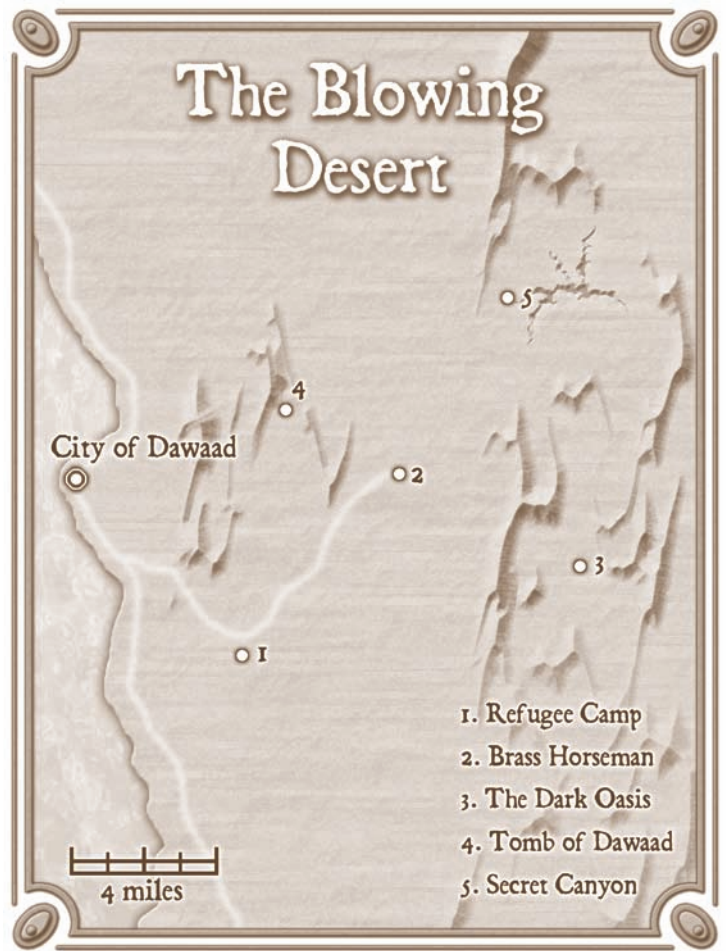 The Blowing
Desert
5
4
City of Dawaad
2
3
1
1. Refugee Camp
2. Brass Horseman
3. The Dark Oasis
4. Tomb of Dawaad
5. Secret Canyon
4 miles